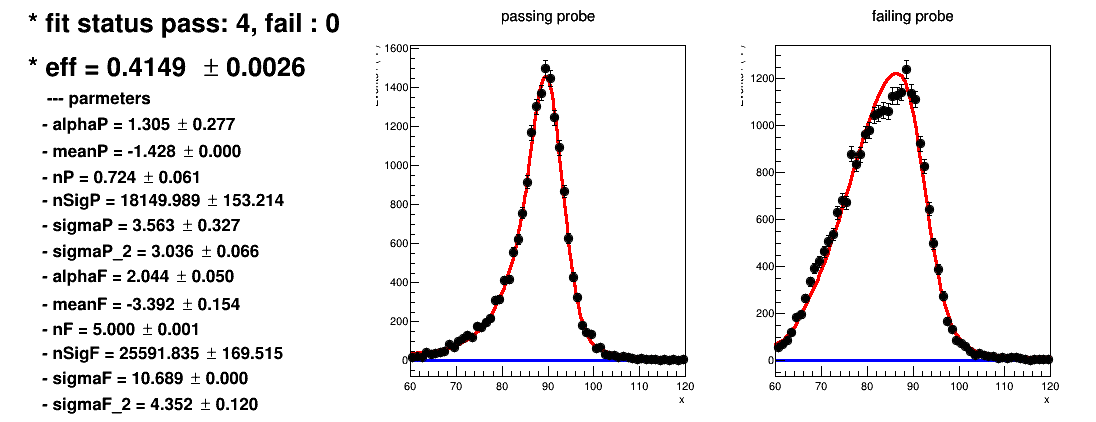 * fit status pass: 4, fail : 0
* eff = 0.4149 ± 0.0026
--- parmeters
- alphaP = 1.305 ± 0.277
- meanP = -1.428 ± 0.000
- nP = 0.724 ± 0.061
- nSigP = 18149.989 ± 153.214
- sigmaP = 3.563 ± 0.327
- sigmaP_2 = 3.036 ± 0.066
- alphaF = 2.044 ± 0.050
- meanF = -3.392 ± 0.154
- nF = 5.000 ± 0.001
- nSigF = 25591.835 ± 169.515
- sigmaF = 10.689 ± 0.000
- sigmaF_2 = 4.352 ± 0.120
passing probe
1600
1400
1200
1000
800
600
400
200
0
60 70 80 90 100 110 120
x
failing probe
1200
1000
800
600
400
200
0
60 70 80 90 100 110 120
x